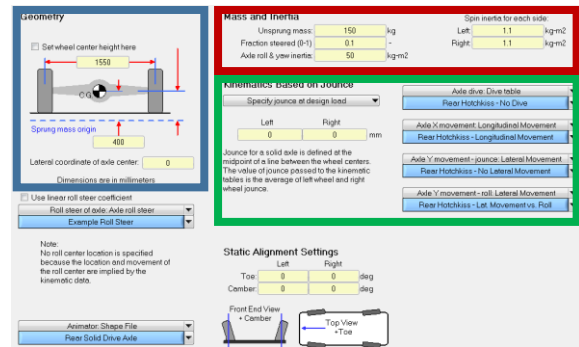 Geometry
Set wheel center height here
1550
C.G.
Sprung mass origin
400
Lateral coordinate of axle center: 0
Dimensions are in millimeters
Use linear roll steer coefficient
Roll steer of axle: Axle roll steer
Example Roll Steer
Note:
No roll center location is specified
because the location and movement of
the roll center are implied by the
kinematic data.
Animator: Shape File
Rear Solid Drive Axle
Mass and Inertia
Unsprung mass: 150 kg
Fraction steered (0-1) 0.1 -
Axle roll & yaw inertia: 50 kg-m2
Spin inertia for each side:
Left: 1.1 kg-m2
Right: 1.1 kg-m2
Kinematics Based on Jounce
Specify jounce at design load
Left Right
0 0 mm
Jounce for a solid axle is defined at the
midpoint of a line between the wheel centers.
The value of jounce passed to the kinematic
tables is the average of left wheel and right
wheel jounce.
Axle dive: Dive table
Rear Hotchkiss - No Dive
Axle X movement: Longitudinal Movement
Rear Hotchkiss - Longitudinal Movement
Axle Y movement - jounce: Lateral Movement
Rear Hotchkiss - No Lateral Movement
Axle Y movement - roll: Lateral Movement
Rear Hotchkiss - Lat. Movement vs. Roll
Static Alignment Settings
Left Right
Toe: 0 0 deg
Camber: 0 0 deg
Front End View
+ Camber
Top View
+Toe